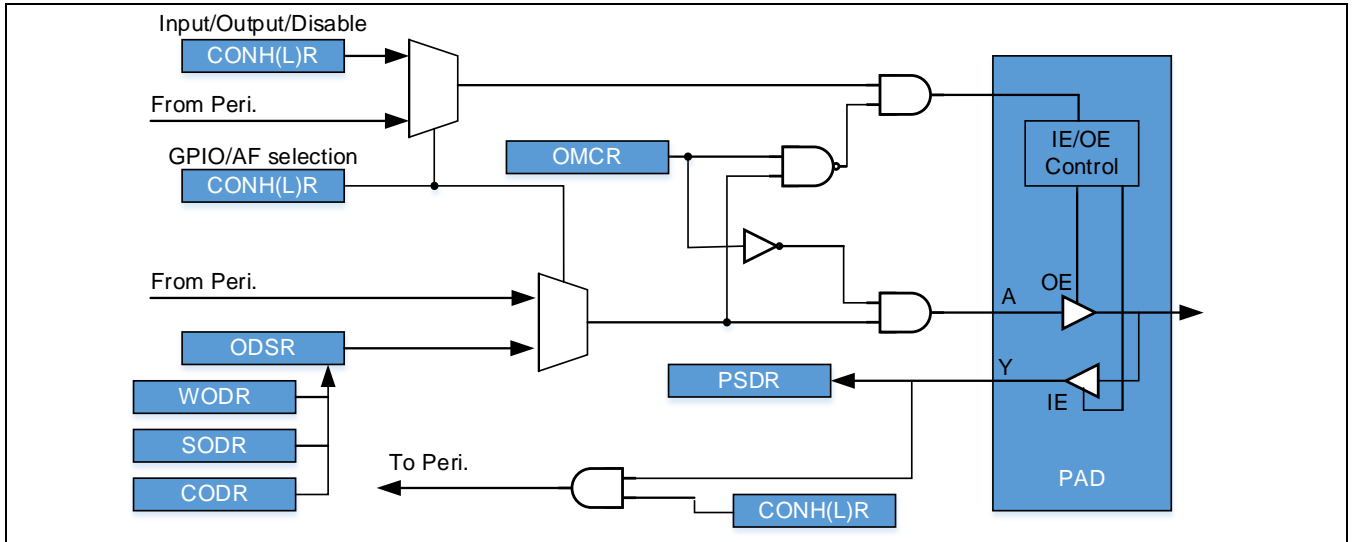 Input/Output/Disable
CONH(L)R
From Peri.
GPIO/AF selection
CONH(L)R
OMCR
IE/OE
Control
From Peri.
OE
A
ODSR
Y
PSDR
WODR
IE
SODR
To Peri.
CODR
CONH(L)R
PAD